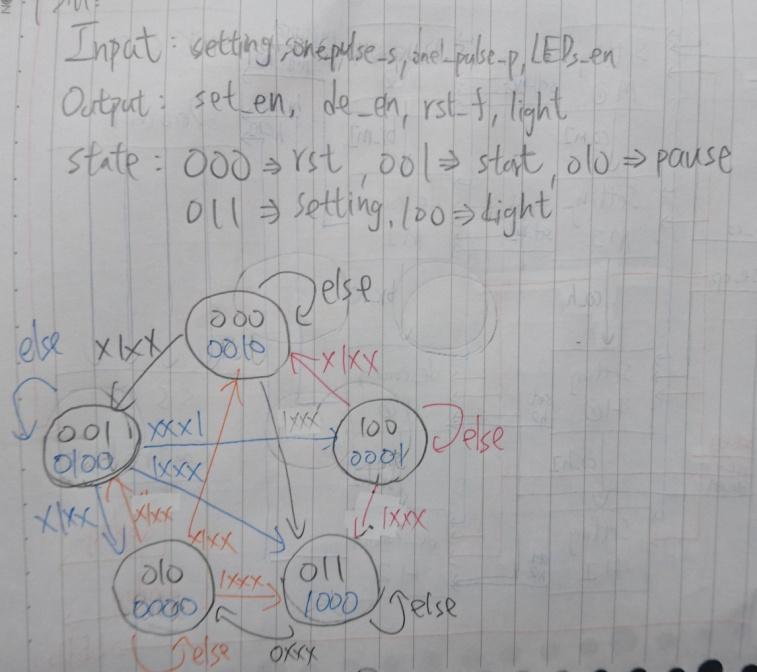 Input: setting, onepulse_s, one_pulse_p, LEDs_en
Output: set_en, de_en, rst_f, light
state: 000 ⇒ rst, 001 ⇒ start, 010 ⇒ pause
011 ⇒ setting, 100 ⇒ light
else
000
0010
else
X1XX
X1XX
001
0100
XXX1
1XXX
100
0001
else
1XXX
X1XX
X1XX
X1XX
1XXX
010
0000
1XXX
011
1000
else
else
0XXX